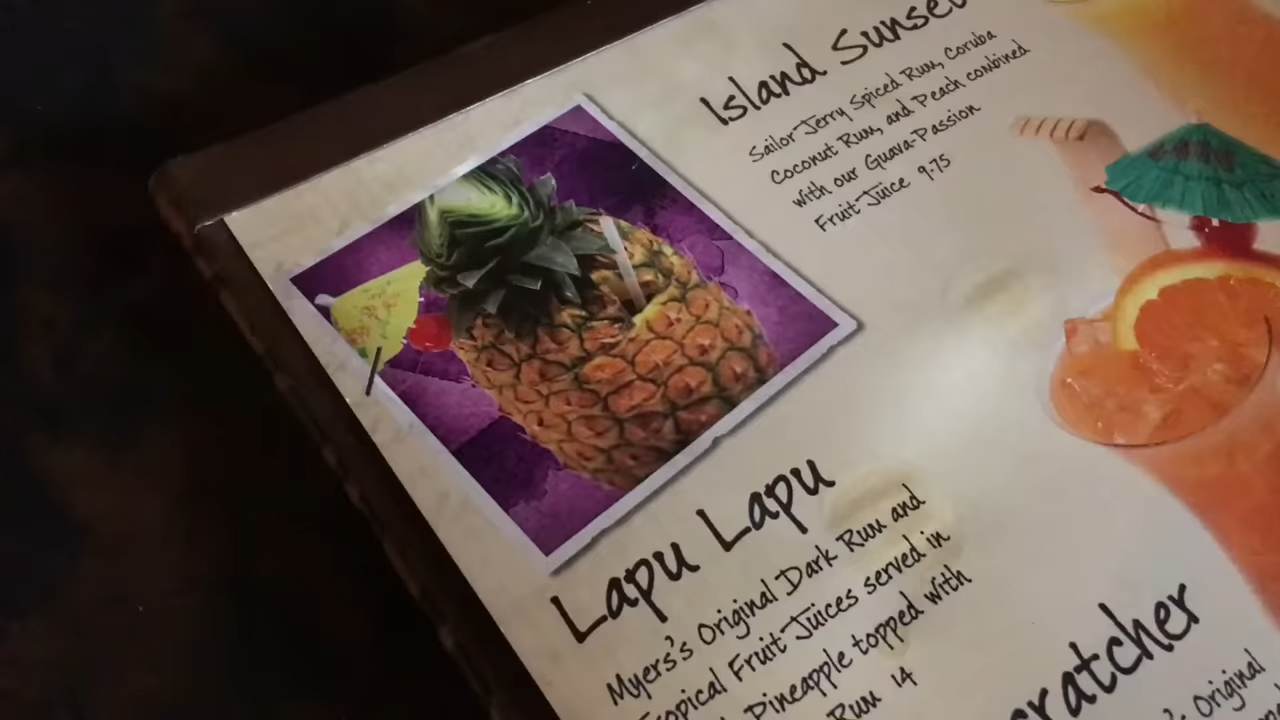 Island Sunset
Sailor Jerry Spiced Rum, Coruba
Coconut Rum, and Peach combined
with our Guava-Passion
Fruit Juice 9.75
Lapu Lapu
Myers's Original Dark Rum and
Tropical Fruit Juices served in
Pineapple topped with
Rum 14
ratcher
's Original